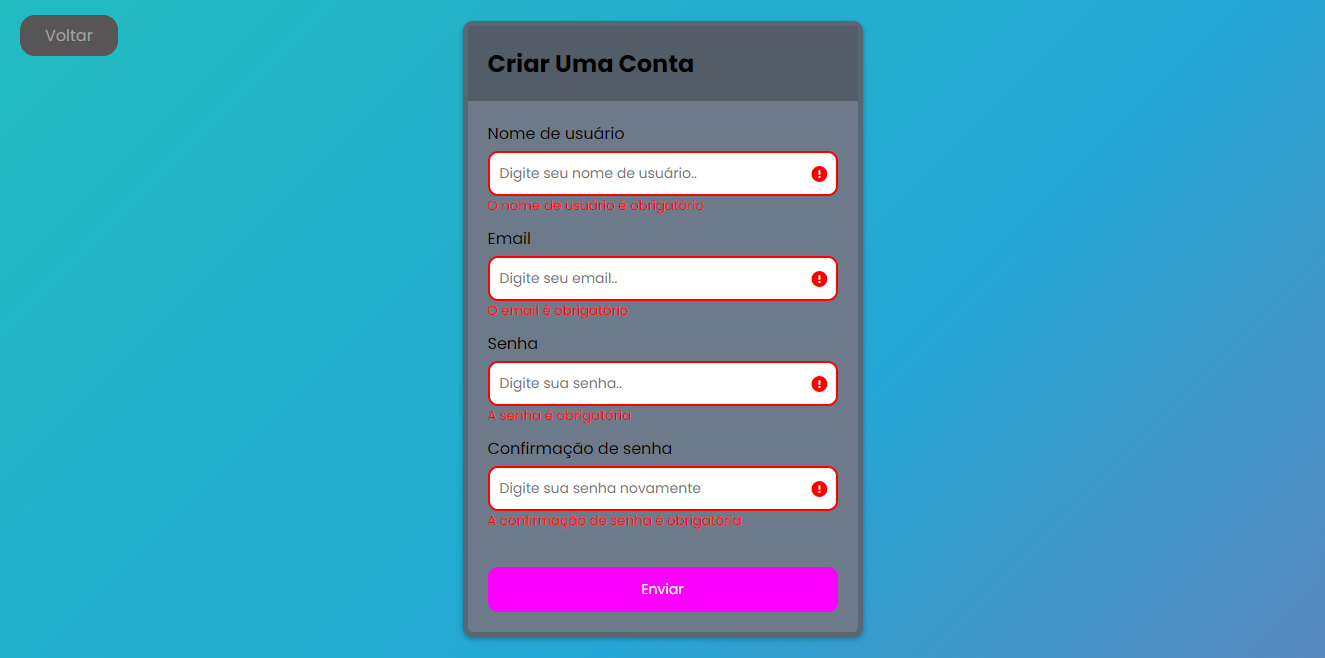 Voltar
Criar Uma Conta
Nome de usuário
Digite seu nome de usuário..
O nome de usuário é obrigatório
Email
Digite seu email..
O email é obrigatório
Senha
Digite sua senha..
A senha é obrigatória
Confirmação de senha
Digite sua senha novamente
A confirmação de senha é obrigatória
Enviar